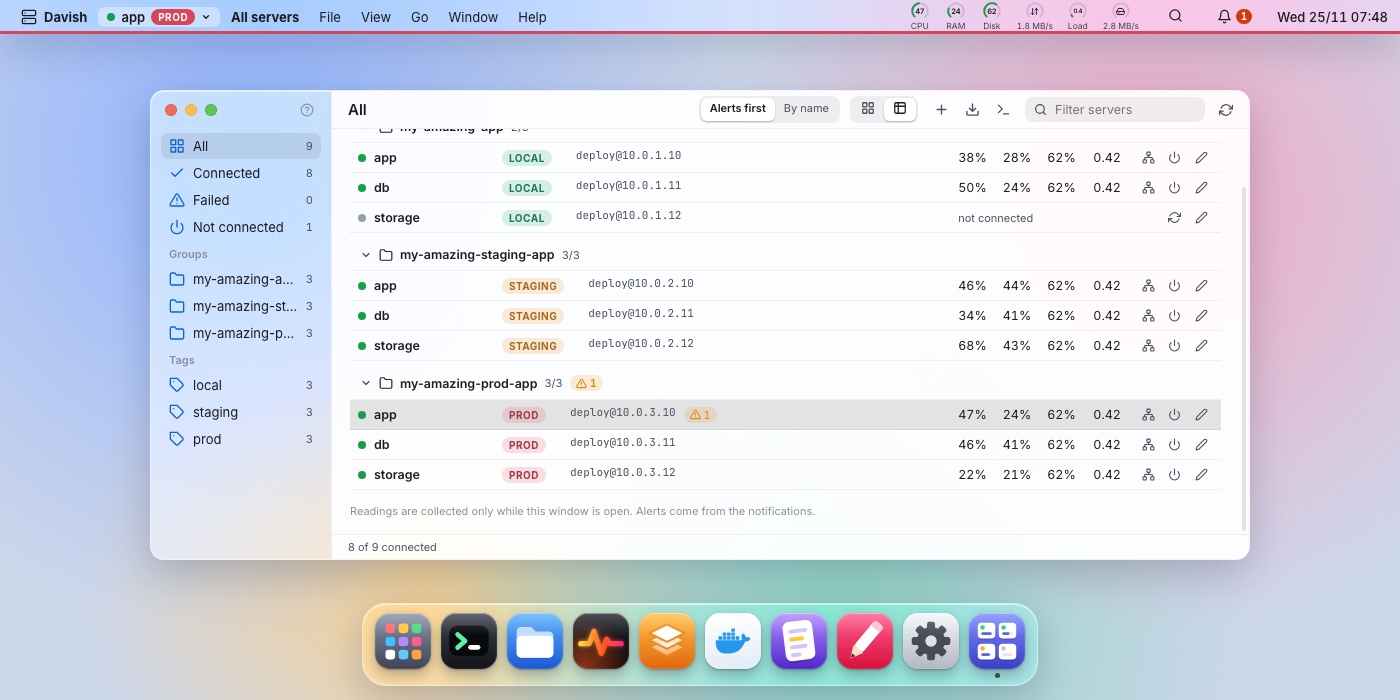 Davish app PROD All servers File View Go Window Help 47 CPU 24 RAM 62 Disk 1.8 MB/s 0.4 Load 2.8 MB/s 1 Wed 25/11 07:48
All Alerts first By name Filter servers
All 9
Connected 8
Failed 0
Not connected 1
Groups
my-amazing-a... 3
my-amazing-st... 3
my-amazing-p... 3
Tags
local 3
staging 3
prod 3
my-amazing-app 2/3
app LOCAL deploy@10.0.1.10 38% 28% 62% 0.42
db LOCAL deploy@10.0.1.11 50% 24% 62% 0.42
storage LOCAL deploy@10.0.1.12 not connected
my-amazing-staging-app 3/3
app STAGING deploy@10.0.2.10 46% 44% 62% 0.42
db STAGING deploy@10.0.2.11 34% 41% 62% 0.42
storage STAGING deploy@10.0.2.12 68% 43% 62% 0.42
my-amazing-prod-app 3/3 1
app PROD deploy@10.0.3.10 1 47% 24% 62% 0.42
db PROD deploy@10.0.3.11 46% 41% 62% 0.42
storage PROD deploy@10.0.3.12 22% 21% 62% 0.42
Readings are collected only while this window is open. Alerts come from the notifications.
8 of 9 connected